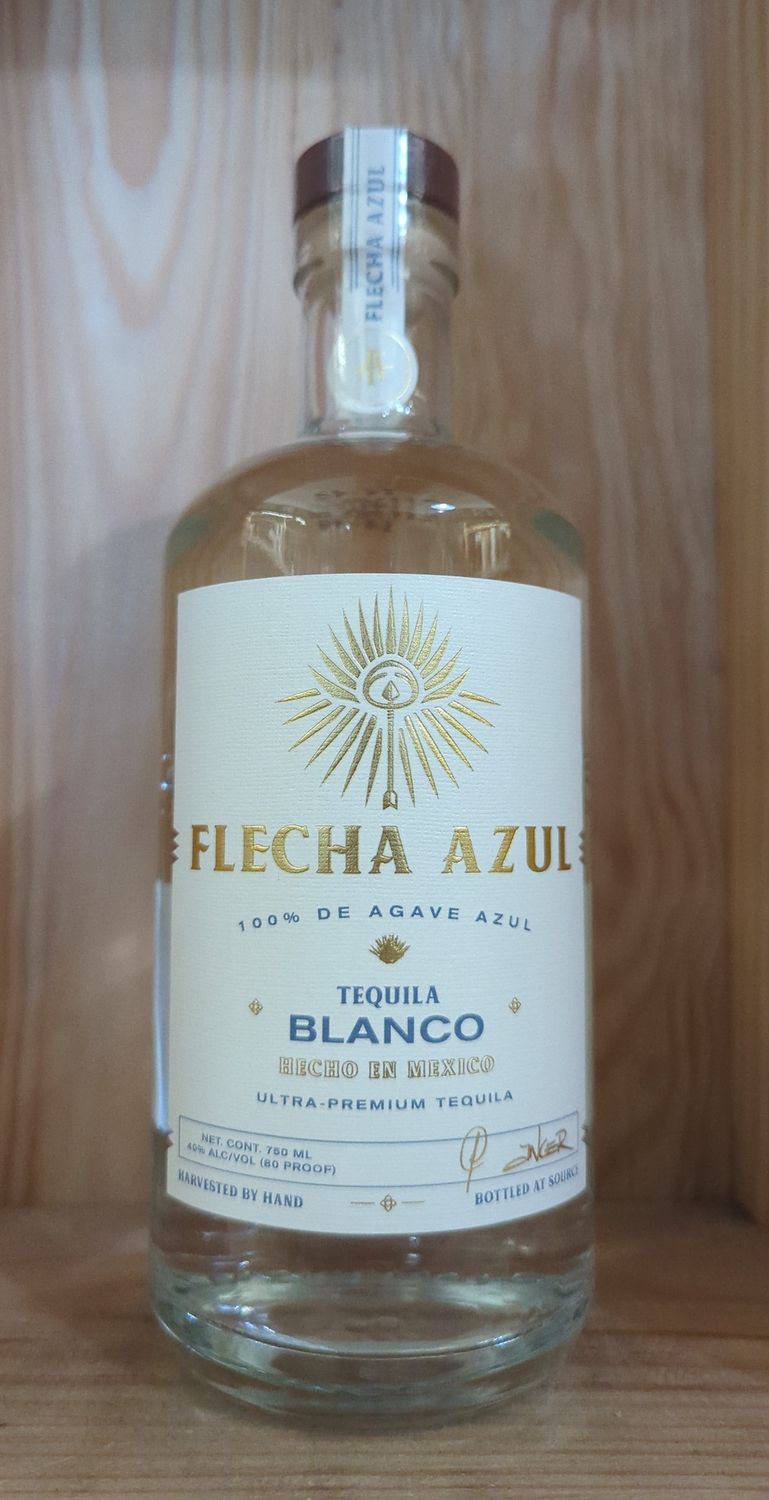 FLECHA AZUL
FLECHA AZUL
100% DE AGAVE AZUL
TEQUILA
BLANCO
HECHO EN MEXICO
ULTRA-PREMIUM TEQUILA
NET. CONT. 750 ML
40% ALC/VOL (80 PROOF)
HARVESTED BY HAND
BOTTLED AT SOURCE